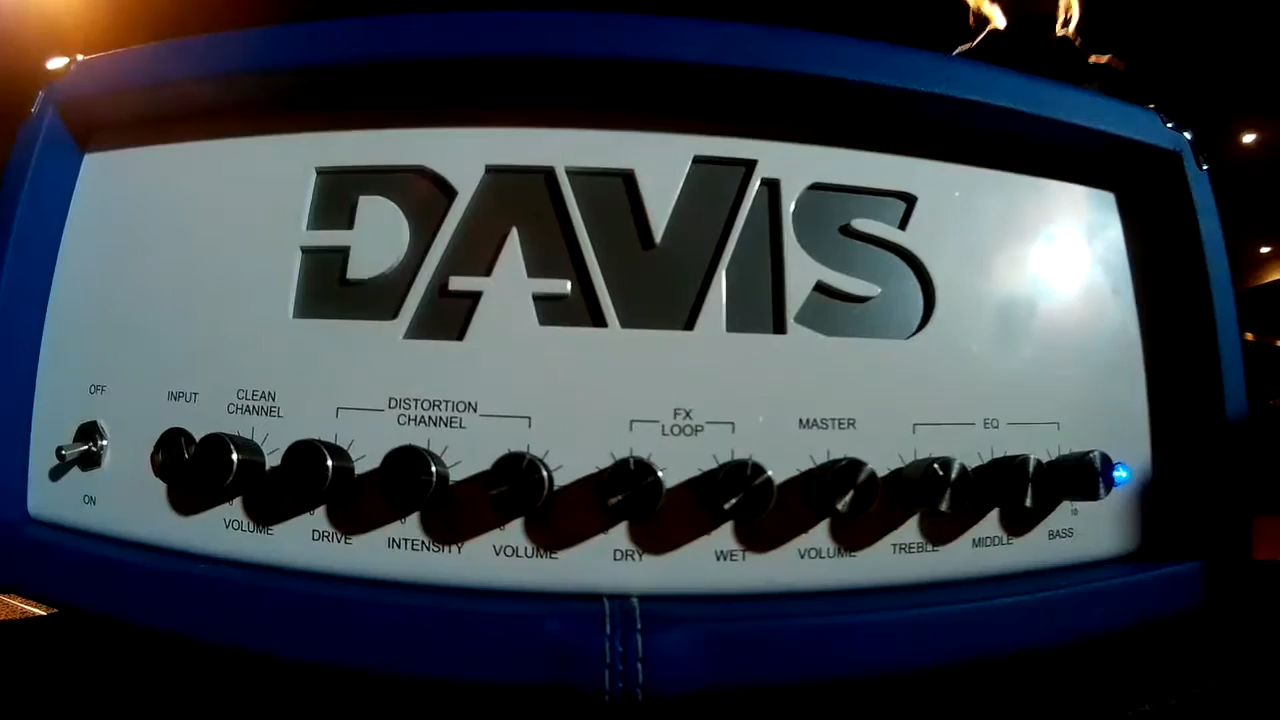 DAVIS
OFF
INPUT
CLEAN
CHANNEL
DISTORTION
CHANNEL
FX
LOOP
MASTER
EQ
ON
VOLUME
DRIVE
INTENSITY
VOLUME
DRY
WET
VOLUME
TREBLE
MIDDLE
BASS
10